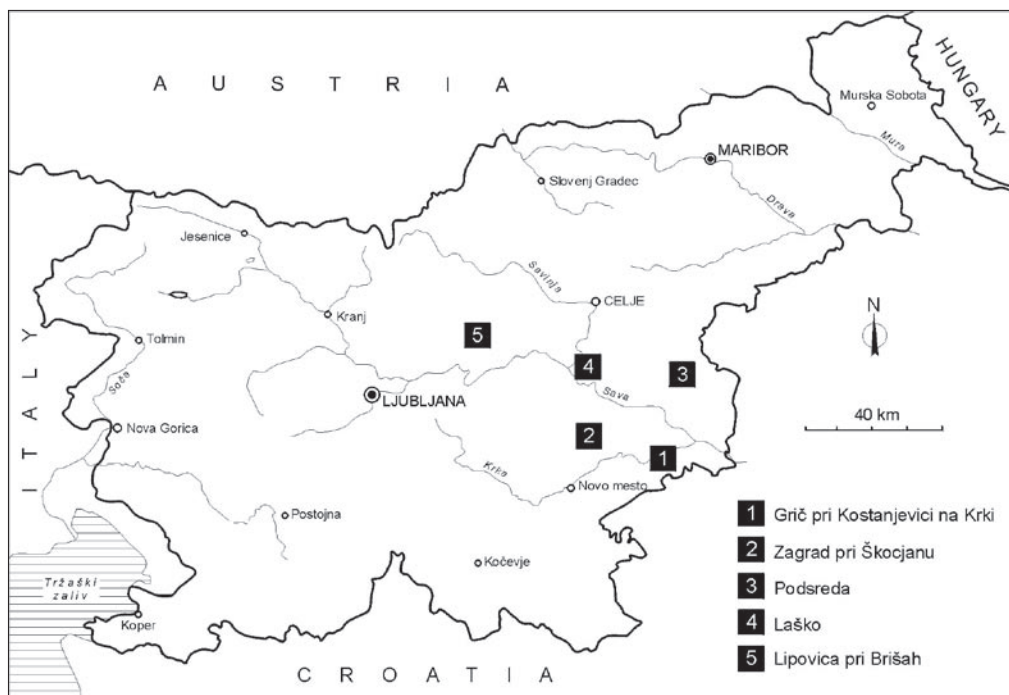 A U S T R I A
HUNGARY
Murska Sobota
Mura
MARIBOR
Slovenj Gradec
Drava
Jesenice
Savinja
CELJE
N
Kranj
5
Tolmin
ITALY
4
3
Soča
LJUBLJANA
Sava
40 km
Nova Gorica
2
1
Krka
Novo mesto
Postojna
1 Grič pri Kostanjevici na Krki
2 Zagrad pri Škocjanu
Kočevje
3 Podsreda
Tržaški
zaliv
Koper
4 Laško
5 Lipovica pri Brišah
C R O A T I A